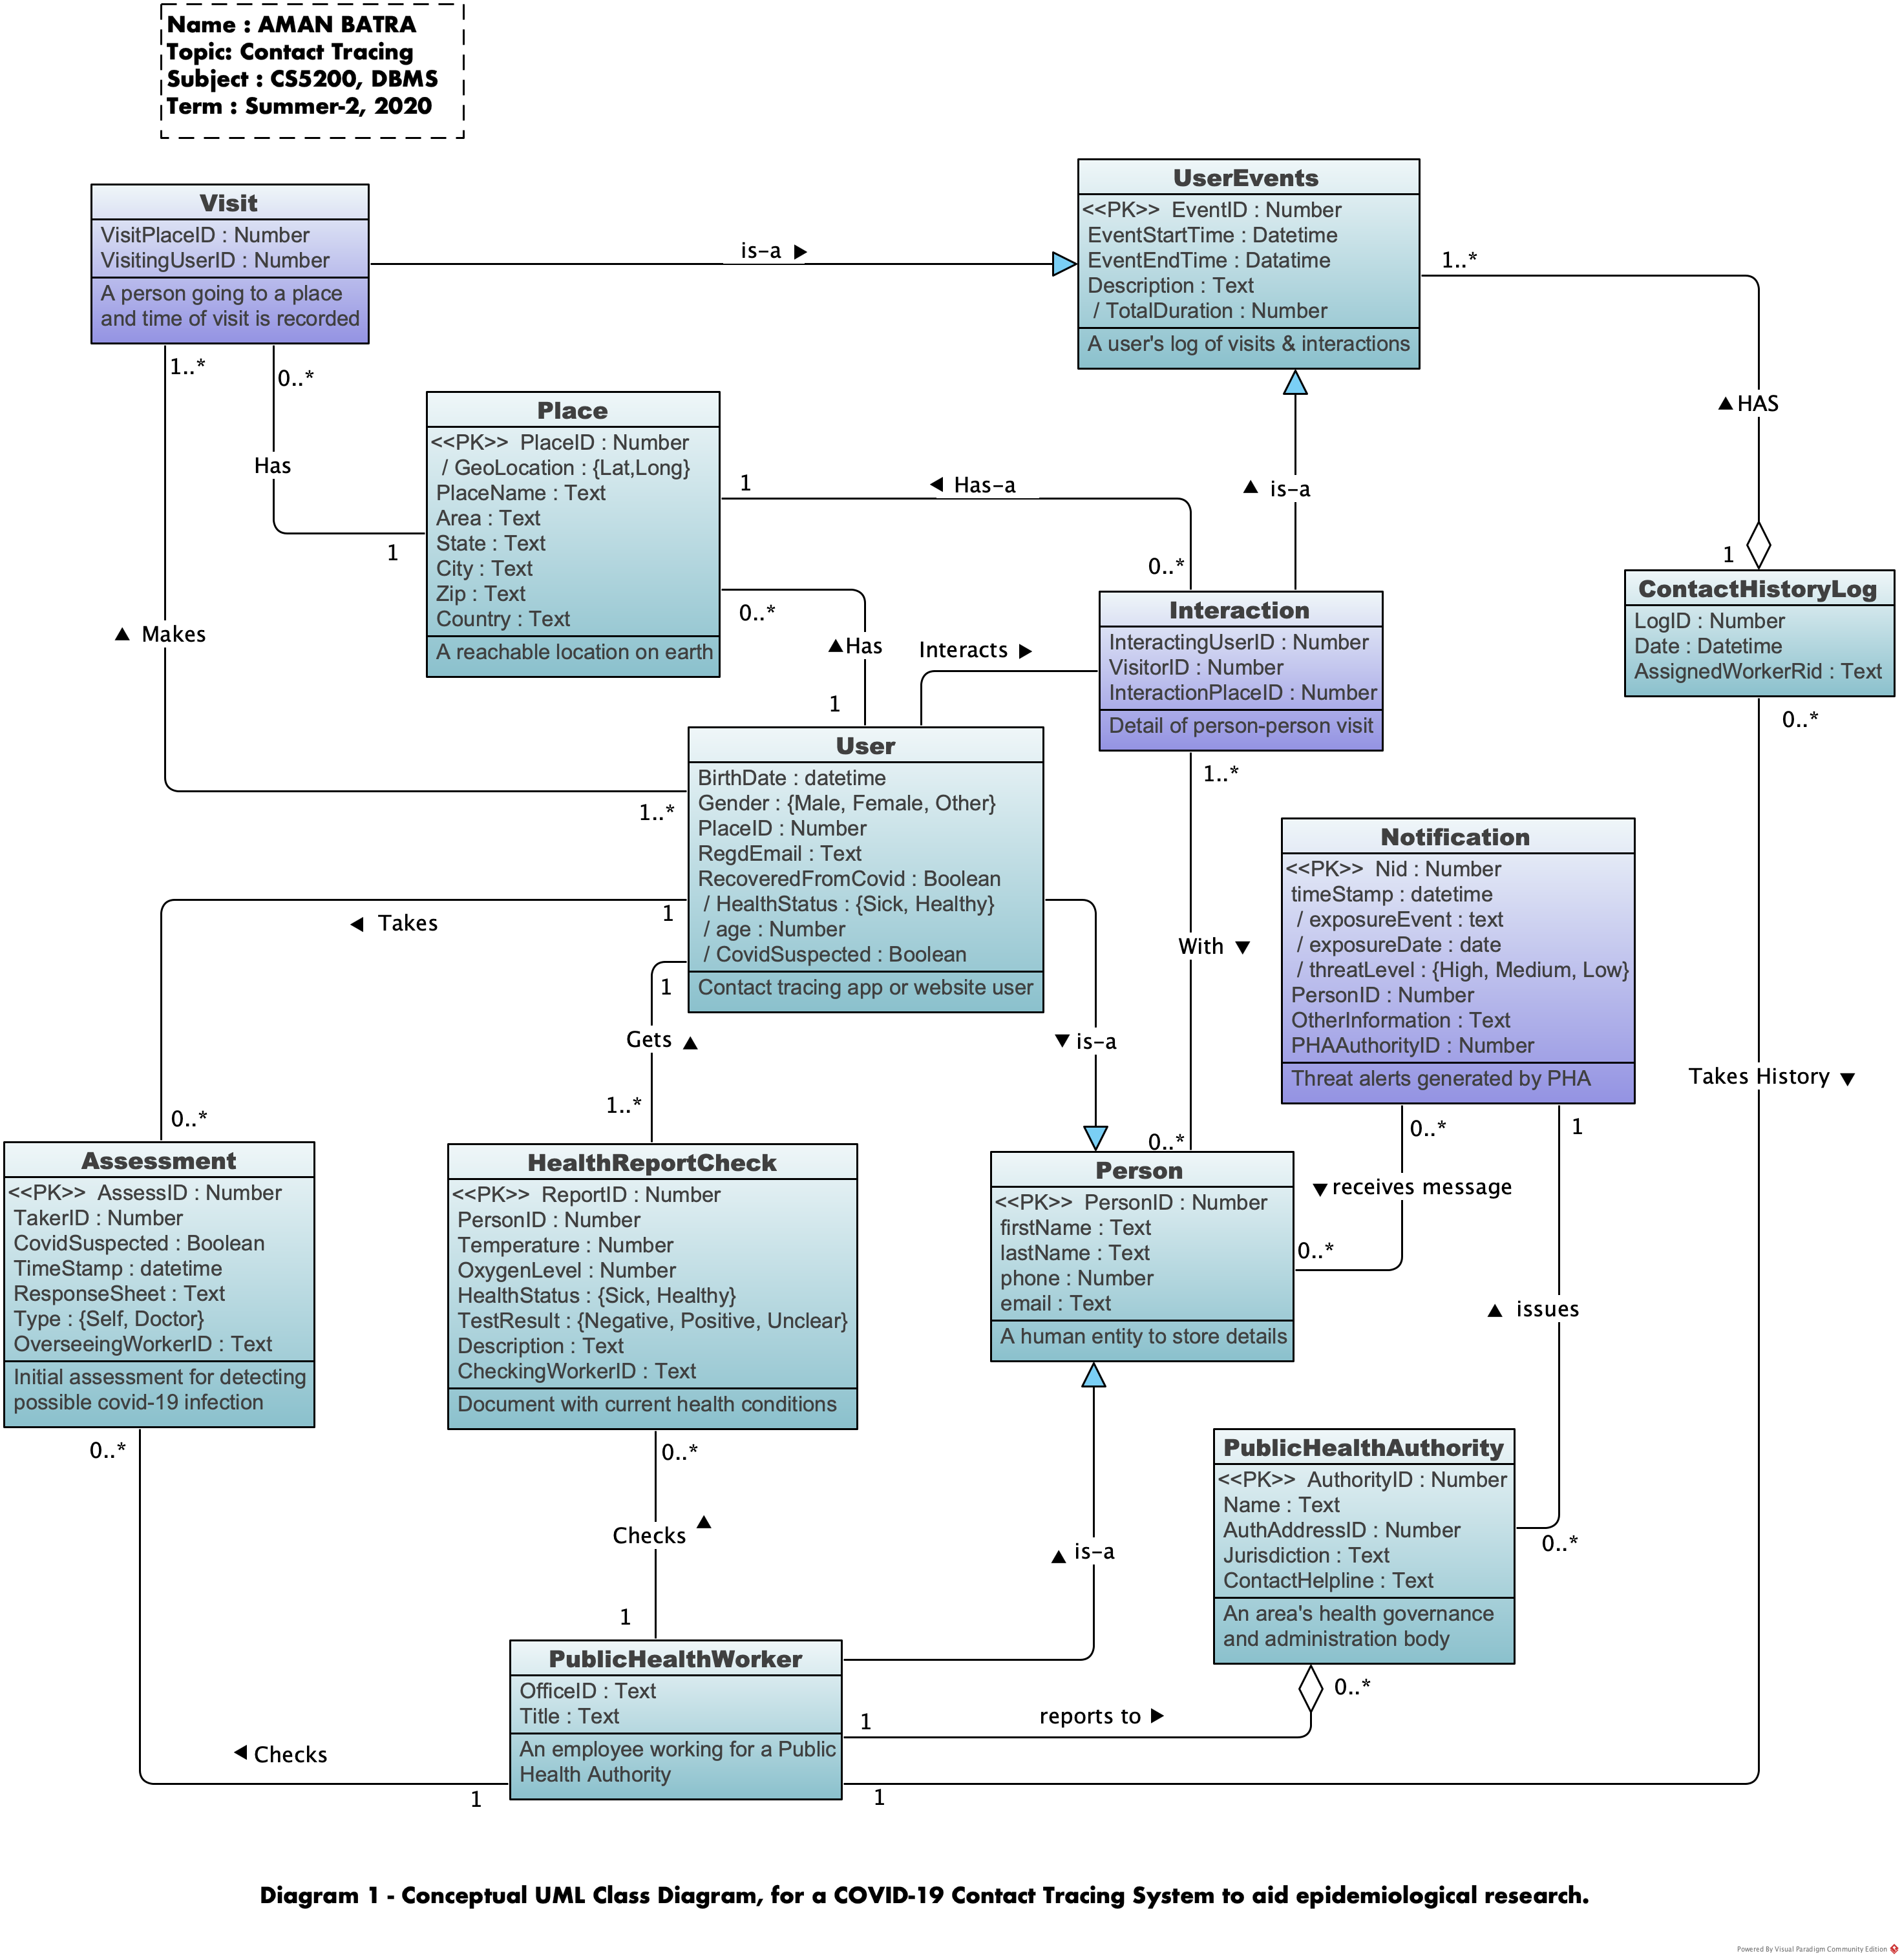 Name : AMAN BATRA
Topic: Contact Tracing
Subject : CS5200, DBMS
Term : Summer-2, 2020
Visit
VisitPlaceID : Number
VisitingUserID : Number
A person going to a place
and time of visit is recorded
is-a ▶
UserEvents
<<PK>> EventID : Number
EventStartTime : Datetime
EventEndTime : Datatime
Description : Text
/ TotalDuration : Number
A user's log of visits & interactions
1..*
▲ HAS
1
1..*
0..*
Has
1
Place
<<PK>> PlaceID : Number
/ GeoLocation : {Lat,Long}
PlaceName : Text
Area : Text
State : Text
City : Text
Zip : Text
Country : Text
A reachable location on earth
1
◀ Has-a
0..*
▲ is-a
0..*
▲Has
1
Interacts ▶
Interaction
InteractingUserID : Number
VisitorID : Number
InteractionPlaceID : Number
Detail of person-person visit
ContactHistoryLog
LogID : Number
Date : Datetime
AssignedWorkerRid : Text
0..*
▲ Makes
1..*
User
BirthDate : datetime
Gender : {Male, Female, Other}
PlaceID : Number
RegdEmail : Text
RecoveredFromCovid : Boolean
/ HealthStatus : {Sick, Healthy}
/ age : Number
/ CovidSuspected : Boolean
Contact tracing app or website user
1..*
With ▼
0..*
Notification
<<PK>> Nid : Number
timeStamp : datetime
/ exposureEvent : text
/ exposureDate : date
/ threatLevel : {High, Medium, Low}
PersonID : Number
OtherInformation : Text
PHAAuthorityID : Number
Threat alerts generated by PHA
◀ Takes
1
0..*
1
Gets ▲
1..*
▼ is-a
Takes History ▼
0..*
▼ receives message
0..*
1
▲ issues
0..*
Assessment
<<PK>> AssessID : Number
TakerID : Number
CovidSuspected : Boolean
TimeStamp : datetime
ResponseSheet : Text
Type : {Self, Doctor}
OverseeingWorkerID : Text
Initial assessment for detecting
possible covid-19 infection
HealthReportCheck
<<PK>> ReportID : Number
PersonID : Number
Temperature : Number
OxygenLevel : Number
HealthStatus : {Sick, Healthy}
TestResult : {Negative, Positive, Unclear}
Description : Text
CheckingWorkerID : Text
Document with current health conditions
Person
<<PK>> PersonID : Number
firstName : Text
lastName : Text
phone : Number
email : Text
A human entity to store details
PublicHealthAuthority
<<PK>> AuthorityID : Number
Name : Text
AuthAddressID : Number
Jurisdiction : Text
ContactHelpline : Text
An area's health governance
and administration body
0..*
0..*
Checks ▲
1
▲ is-a
0..*
PublicHealthWorker
OfficeID : Text
Title : Text
An employee working for a Public
Health Authority
1
reports to ▶
◀ Checks
1
1
Diagram 1 - Conceptual UML Class Diagram, for a COVID-19 Contact Tracing System to aid epidemiological research.
Powered By Visual Paradigm Community Edition